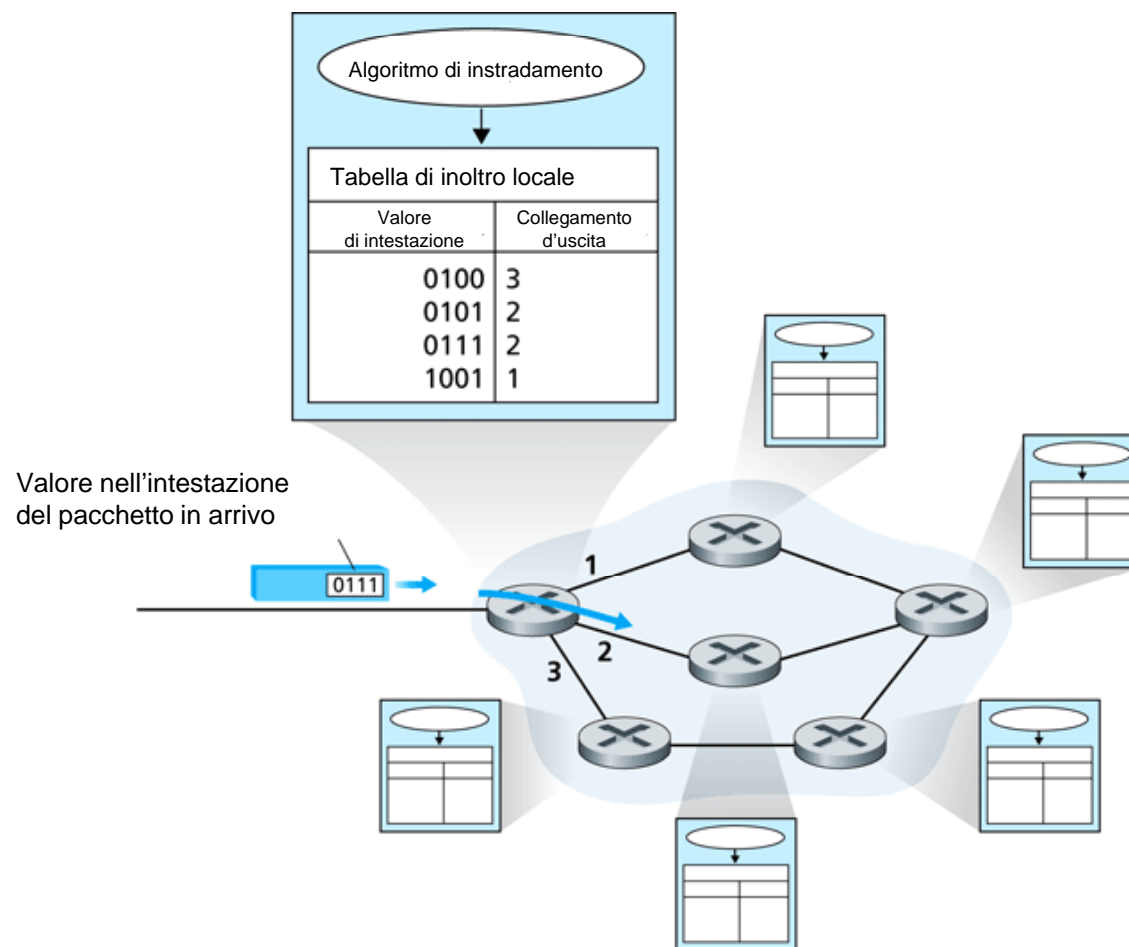 Algoritmo di instradamento
Tabella di inoltro locale
Valore
di intestazione
Collegamento
d'uscita
0100 3
0101 2
0111 2
1001 1
Valore nell'intestazione
del pacchetto in arrivo
0111
1
2
3